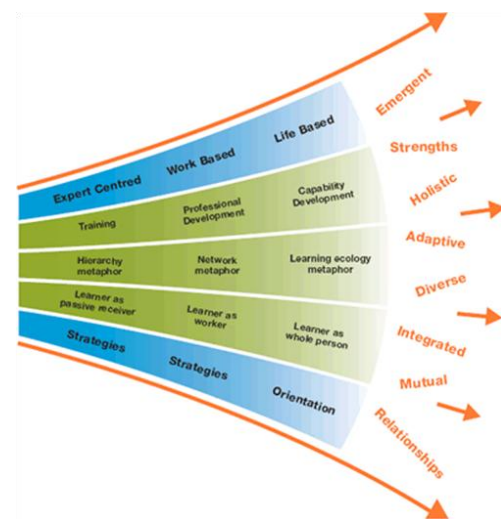 Expert Centred
Work Based
Life Based
Training
Professional
Development
Capability
Development
Hierarchy
metaphor
Network
metaphor
Learning ecology
metaphor
Learner as
passive receiver
Learner as
worker
Learner as
whole person
Strategies
Strategies
Orientation
Emergent
Strengths
Holistic
Adaptive
Diverse
Integrated
Mutual
Relationships